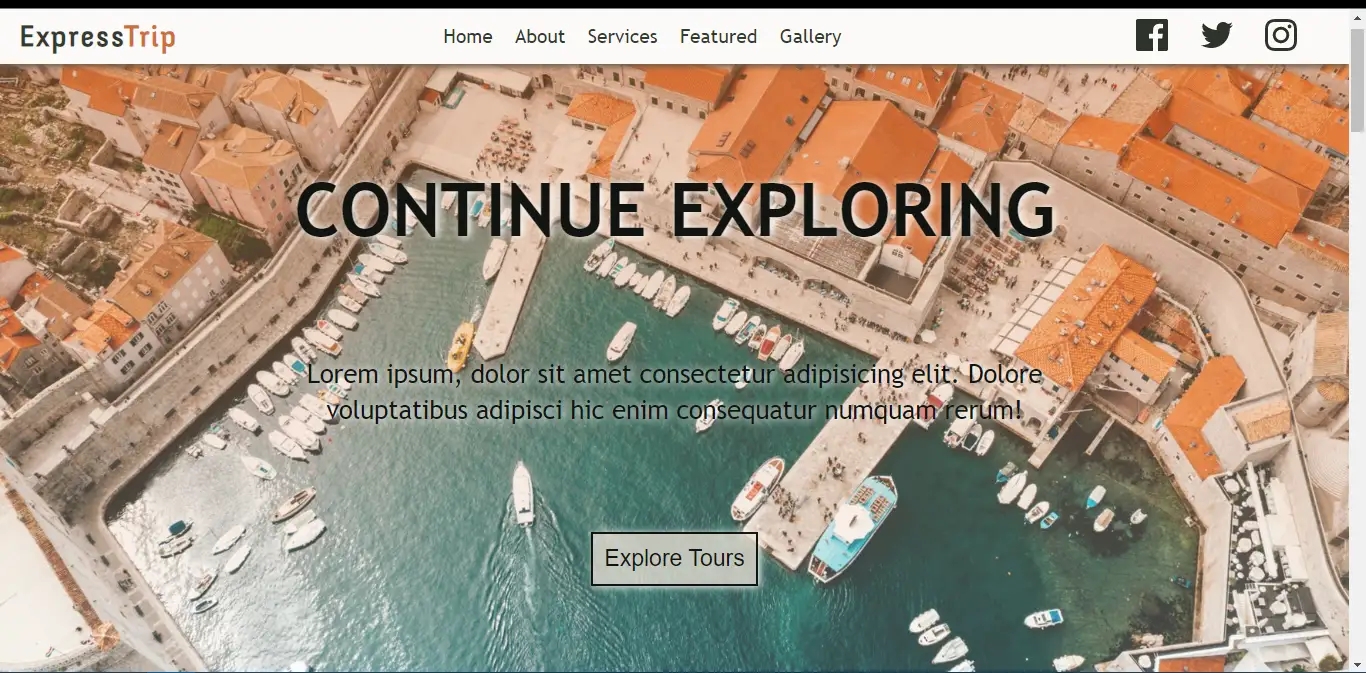 ExpressTrip
Home About Services Featured Gallery
CONTINUE EXPLORING
Lorem ipsum, dolor sit amet consectetur adipisicing elit. Dolore
voluptatibus adipisci hic enim consequatur numquam rerum!
Explore Tours